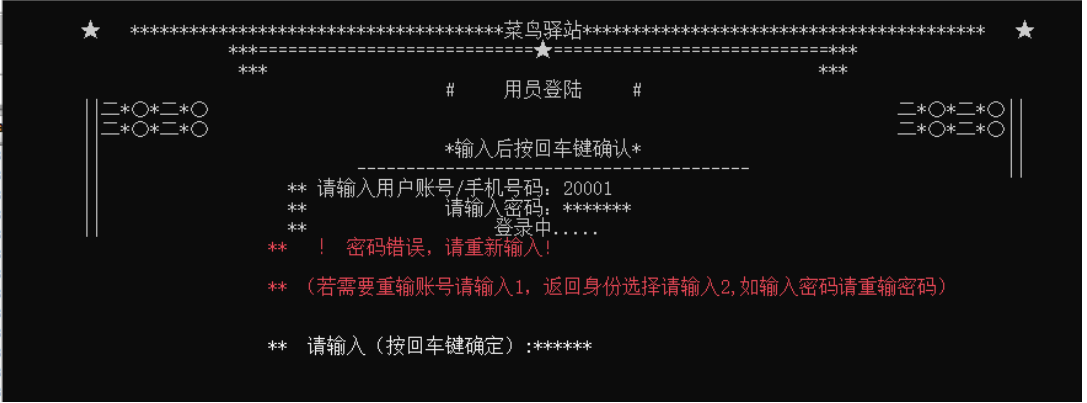 ★ **************************************菜鸟驿站***************************************** ★
***============================★============================***
*** ***
# 用员登陆 #
||二*○*二*○ 二*○*二*○||
||二*○*二*○ 二*○*二*○||
*输入后按回车键确认*
----------------------------------------
** 请输入用户账号/手机号码：20001
** 请输入密码：*******
** 登录中.....
** ！ 密码错误，请重新输入！
** （若需要重输账号请输入1，返回身份选择请输入2,如输入密码请重输密码）
** 请输入（按回车键确定）:******